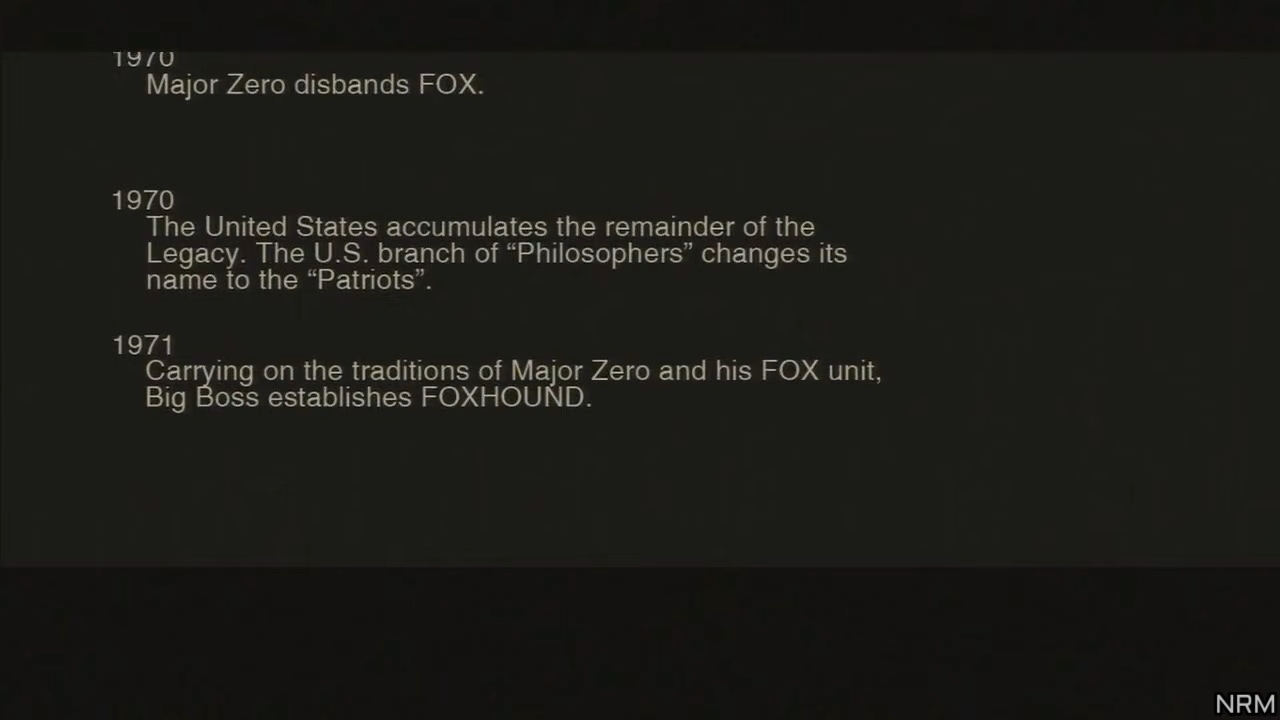 1970
Major Zero disbands FOX.
1970
The United States accumulates the remainder of the
Legacy. The U.S. branch of “Philosophers” changes its
name to the “Patriots”.
1971
Carrying on the traditions of Major Zero and his FOX unit,
Big Boss establishes FOXHOUND.
NRM